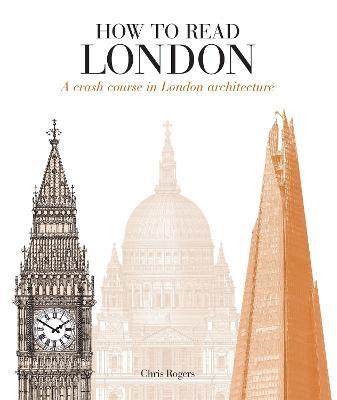 HOW TO READ
LONDON
A crash course in London architecture
Chris Rogers